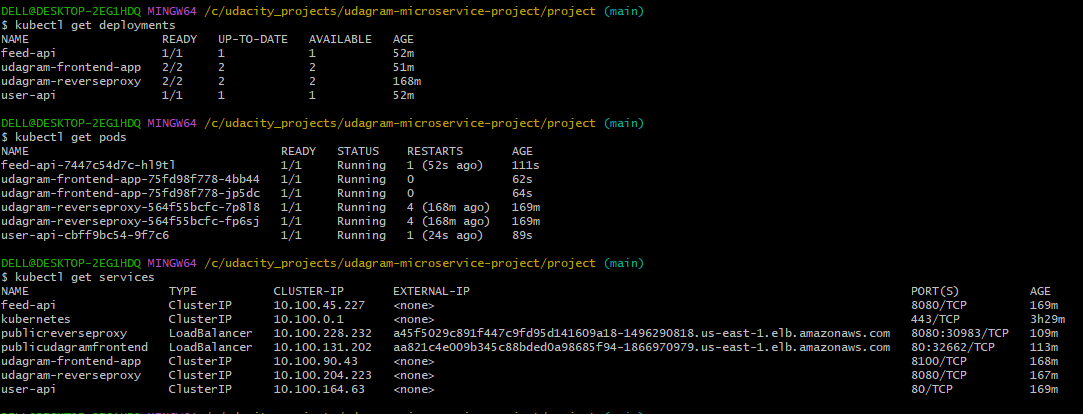 DELL@DESKTOP-2EG1HDQ MINGW64 /c/udacity_projects/udagram-microservice-project/project (main)
$ kubectl get deployments
NAME READY UP-TO-DATE AVAILABLE AGE
feed-api 1/1 1 1 52m
udagram-frontend-app 2/2 2 2 51m
udagram-reverseproxy 2/2 2 2 168m
user-api 1/1 1 1 52m
DELL@DESKTOP-2EG1HDQ MINGW64 /c/udacity_projects/udagram-microservice-project/project (main)
$ kubectl get pods
NAME READY STATUS RESTARTS AGE
feed-api-7447c54d7c-hl9tl 1/1 Running 1 (52s ago) 111s
udagram-frontend-app-75fd98f778-4bb44 1/1 Running 0 62s
udagram-frontend-app-75fd98f778-jp5dc 1/1 Running 0 64s
udagram-reverseproxy-564f55bcfc-7p8l8 1/1 Running 4 (168m ago) 169m
udagram-reverseproxy-564f55bcfc-fp6sj 1/1 Running 4 (168m ago) 169m
user-api-cbff9bc54-9f7c6 1/1 Running 1 (24s ago) 89s
DELL@DESKTOP-2EG1HDQ MINGW64 /c/udacity_projects/udagram-microservice-project/project (main)
$ kubectl get services
NAME TYPE CLUSTER-IP EXTERNAL-IP PORT(S) AGE
feed-api ClusterIP 10.100.45.227 <none> 8080/TCP 169m
kubernetes ClusterIP 10.100.0.1 <none> 443/TCP 3h29m
publicreverseproxy LoadBalancer 10.100.228.232 a45f5029c891f447c9fd95d141609a18-1496290818.us-east-1.elb.amazonaws.com 8080:30983/TCP 109m
publicudagramfrontend LoadBalancer 10.100.131.202 aa821c4e009b345c88bded0a98685f94-1866970979.us-east-1.elb.amazonaws.com 80:32662/TCP 113m
udagram-frontend-app ClusterIP 10.100.90.43 <none> 8100/TCP 168m
udagram-reverseproxy ClusterIP 10.100.204.223 <none> 8080/TCP 167m
user-api ClusterIP 10.100.164.63 <none> 80/TCP 169m